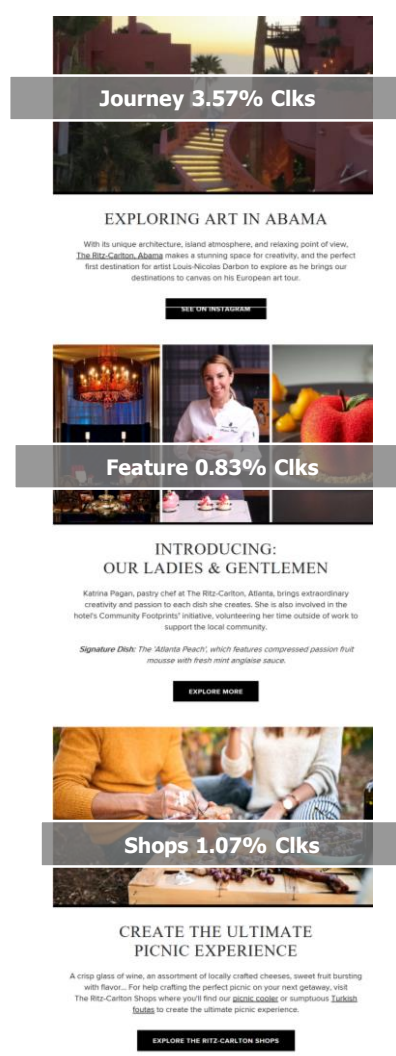 Journey 3.57% Clks
EXPLORING ART IN ABAMA
With its unique architecture, island atmosphere, and relaxing point of view,
The Ritz-Carlton, Abama makes a stunning space for creativity, and the perfect
first destination for artist Louis-Nicolas Darbon to explore as he brings our
destinations to canvas on his European art tour.
SEE ON INSTAGRAM
Feature 0.83% Clks
INTRODUCING:
OUR LADIES & GENTLEMEN
Katrina Pagan, pastry chef at The Ritz-Carlton, Atlanta, brings extraordinary
creativity and passion to each dish she creates. She is also involved in the
hotel's Community Footprints' initiative, volunteering her time outside of work to
support the local community.
Signature Dish: The 'Atlanta Peach', which features compressed passion fruit
mousse with fresh mint anglaise sauce.
EXPLORE MORE
Shops 1.07% Clks
CREATE THE ULTIMATE
PICNIC EXPERIENCE
A crisp glass of wine, an assortment of locally crafted cheeses, sweet fruit bursting
with flavor... For help crafting the perfect picnic on your next getaway, visit
The Ritz-Carlton Shops where you'll find our picnic cooler or sumptuous Turkish
foutas to create the ultimate picnic experience.
EXPLORE THE RITZ-CARLTON SHOPS